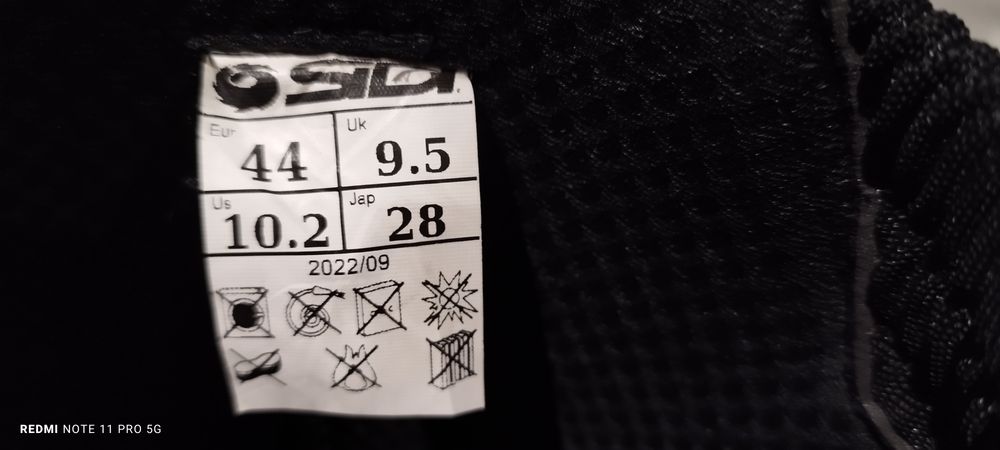 SIDI
Eur
44
Uk
9.5
Us
10.2
Jap
28
2022/09
REDMI NOTE 11 PRO 5G